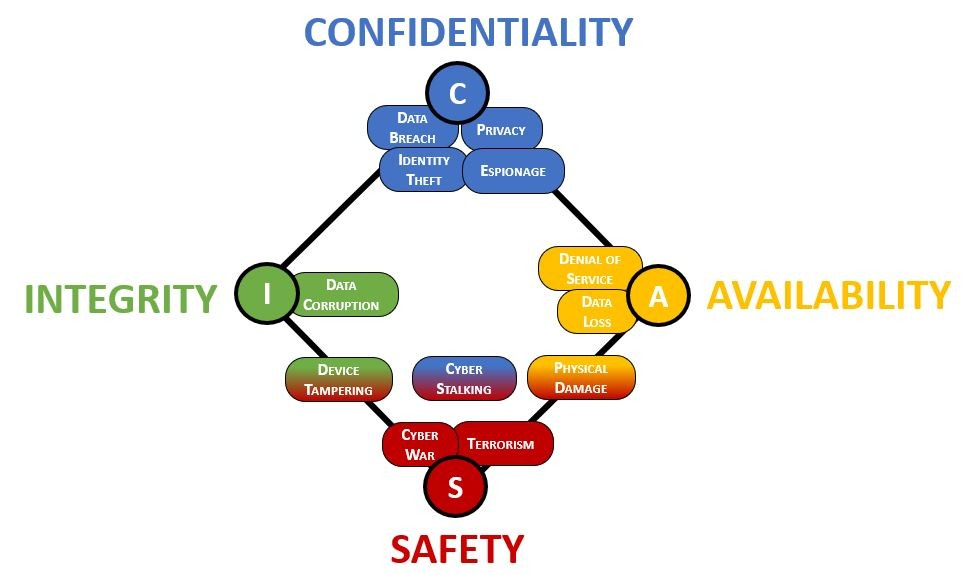 CONFIDENTIALITY
C
DATA
BREACH
PRIVACY
IDENTITY
THEFT
ESPIONAGE
DENIAL OF
SERVICE
INTEGRITY
I
DATA
CORRUPTION
DATA
LOSS
A
AVAILABILITY
DEVICE
TAMPERING
CYBER
STALKING
PHYSICAL
DAMAGE
CYBER
WAR
TERRORISM
S
SAFETY